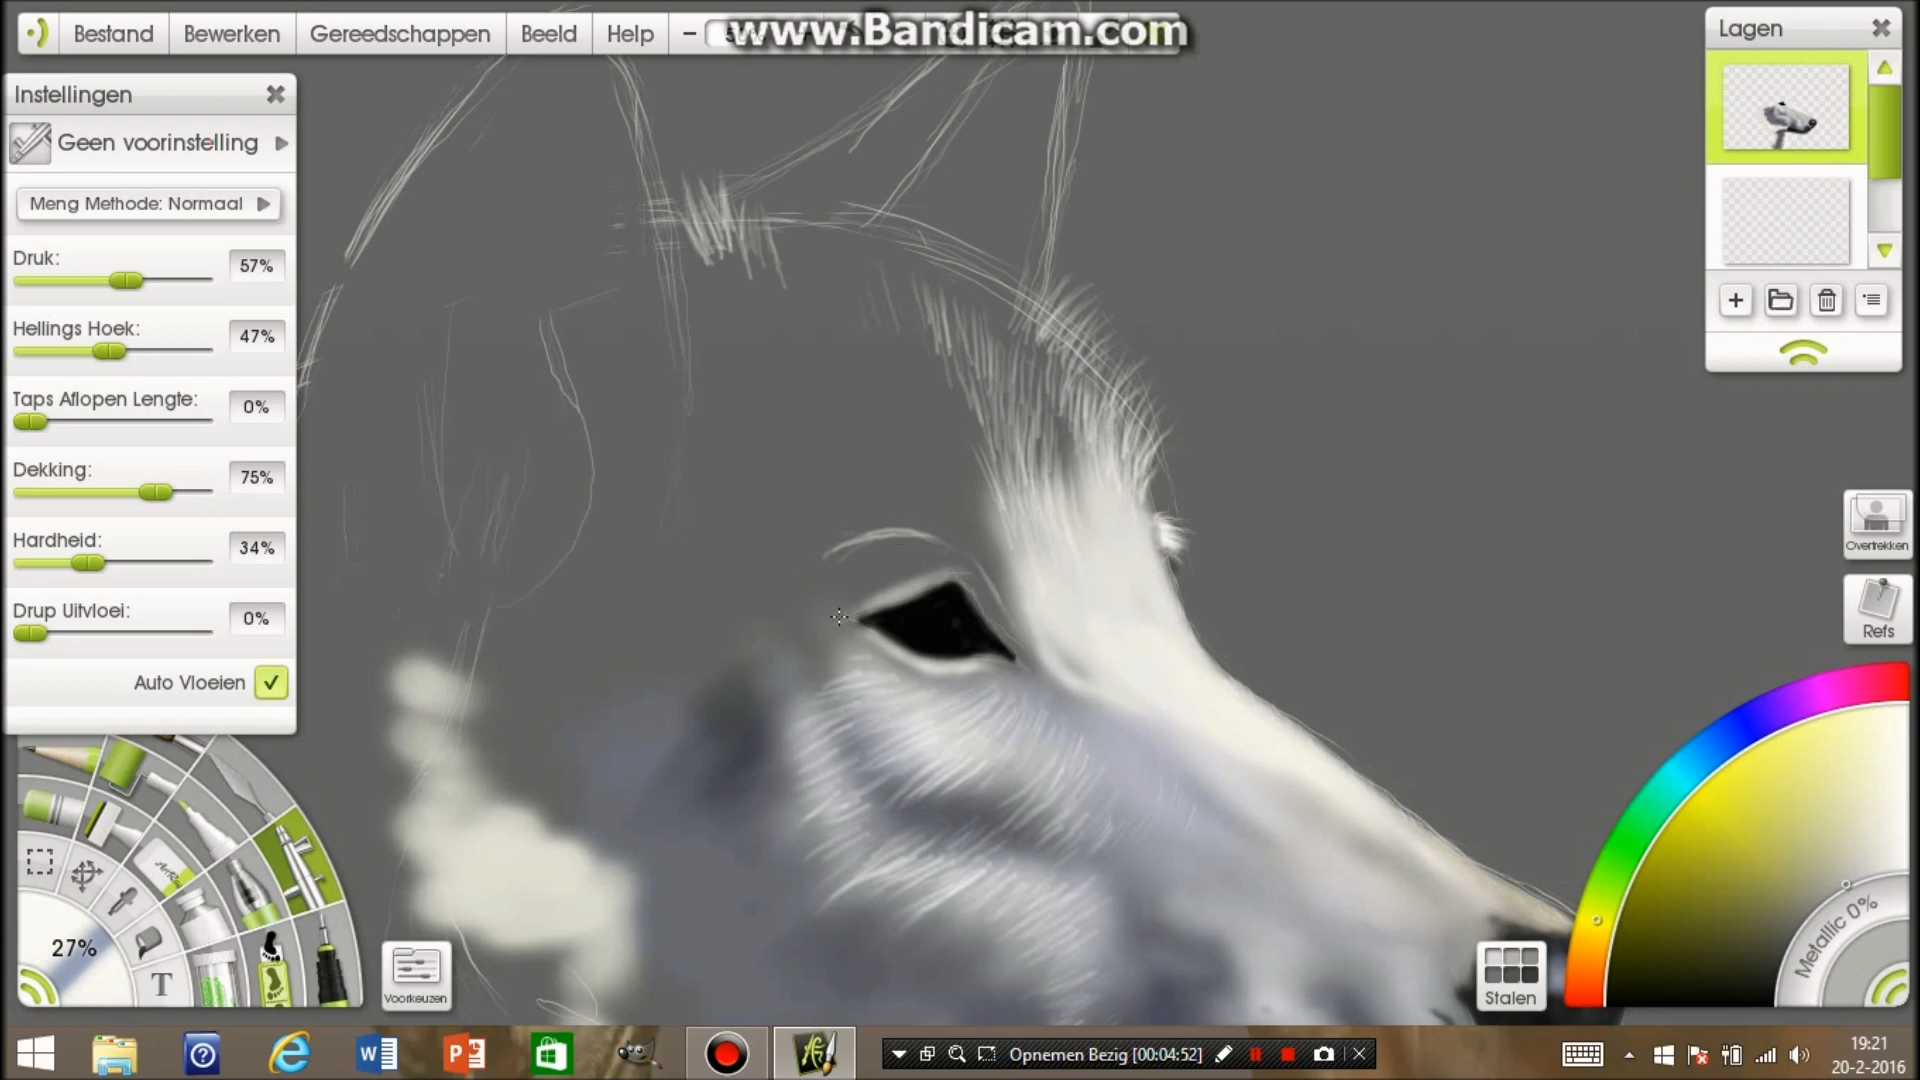 www.Bandicam.com
Bestand Bewerken Gereedschappen Beeld Help
Lagen
Instellingen
Geen voorinstelling
Meng Methode: Normaal
Druk: 57%
Hellings Hoek: 47%
Taps Aflopen Lengte: 0%
Dekking: 75%
Hardheid: 34%
Drup Uitvloei: 0%
Auto Vloeien
Overtrekken
Refs
27%
T
Voorkeuzen
Metallic 0%
Stalen
Opnemen Bezig [00:04:52]
19:21
20-2-2016